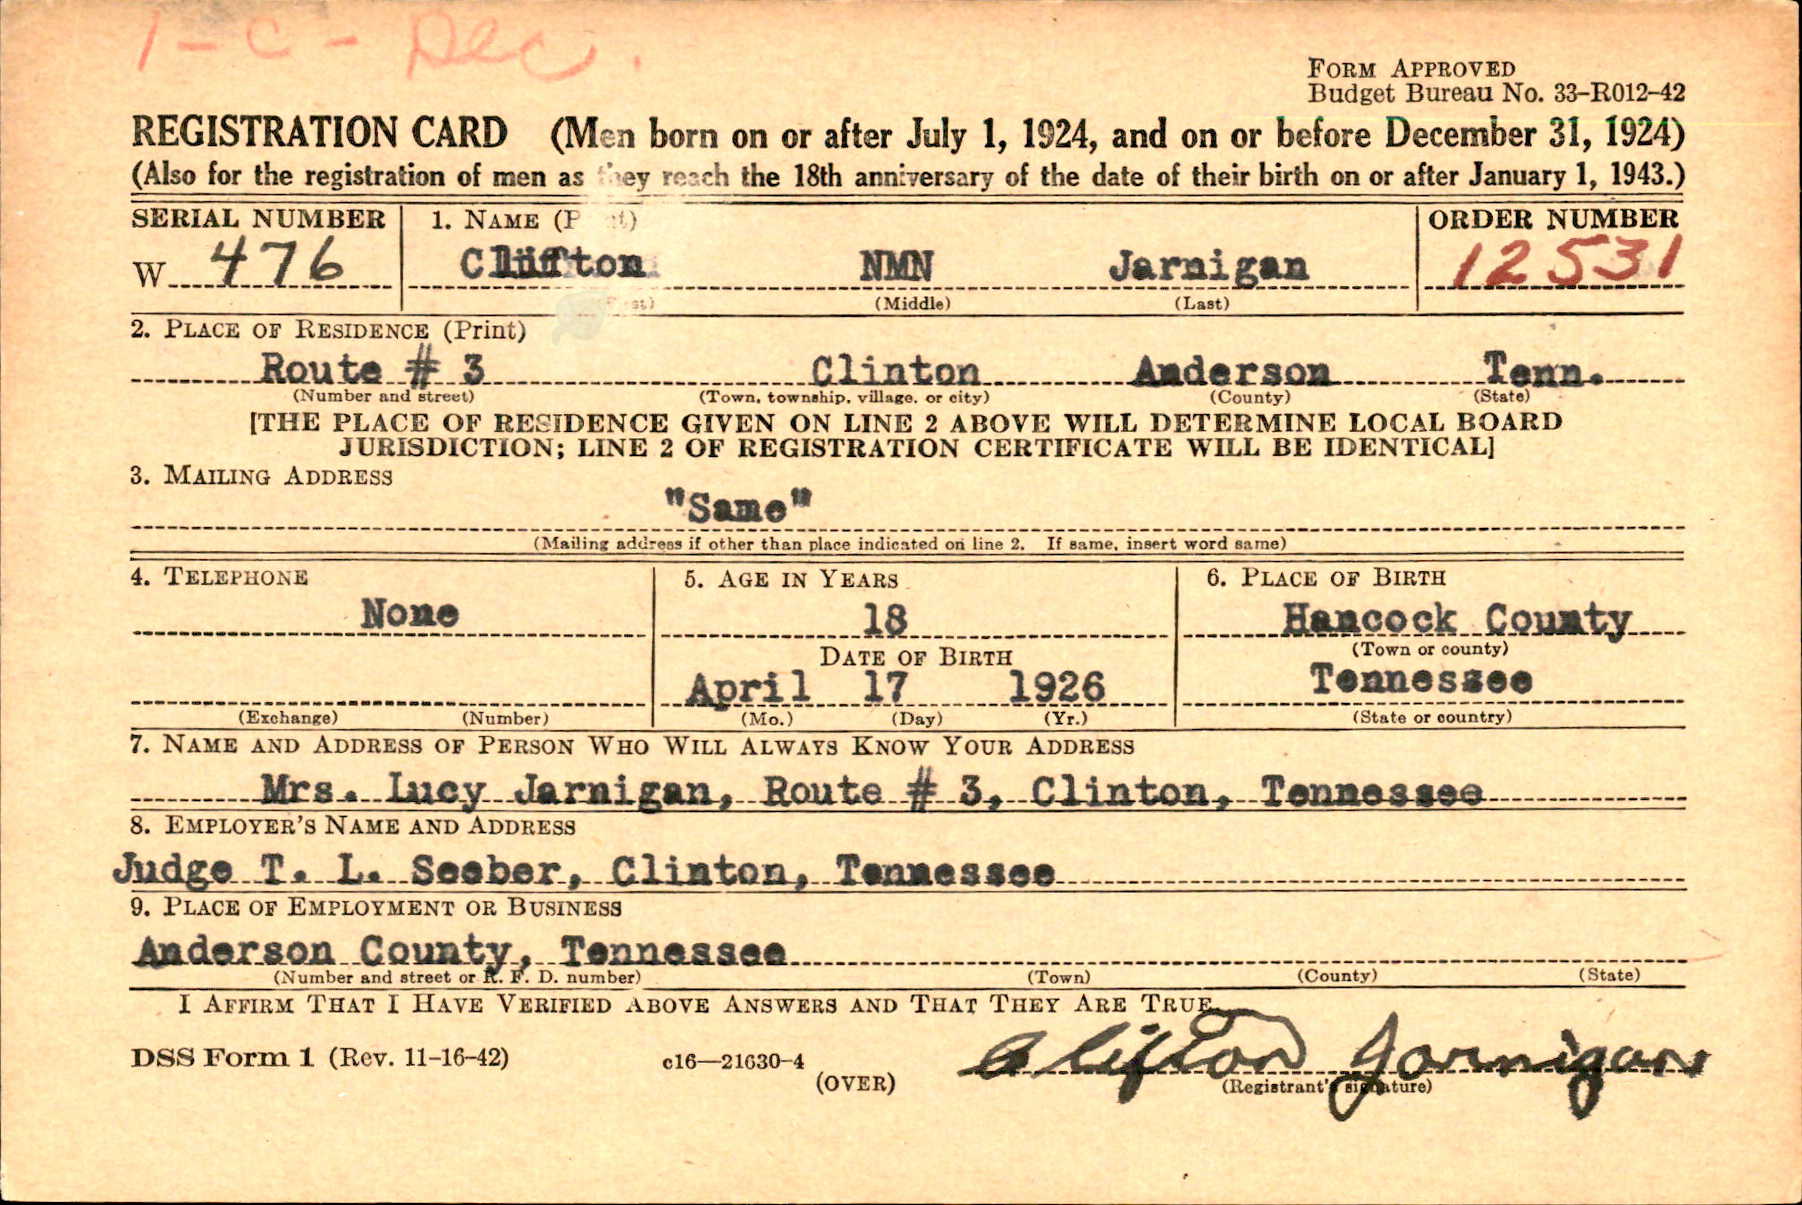 1-C- Dec.
FORM APPROVED
Budget Bureau No. 33-R012-42
REGISTRATION CARD (Men born on or after July 1, 1924, and on or before December 31, 1924)
(Also for the registration of men as they reach the 18th anniversary of the date of their birth on or after January 1, 1943.)
SERIAL NUMBER 1. NAME (Print) ORDER NUMBER
W 476 Clifton NMN Jarnigan 12531
(First) (Middle) (Last)
2. PLACE OF RESIDENCE (Print)
Route # 3 Clinton Anderson Tenn.
(Number and street) (Town, township, village, or city) (County) (State)
[THE PLACE OF RESIDENCE GIVEN ON LINE 2 ABOVE WILL DETERMINE LOCAL BOARD
JURISDICTION; LINE 2 OF REGISTRATION CERTIFICATE WILL BE IDENTICAL]
3. MAILING ADDRESS
"Same"
(Mailing address if other than place indicated on line 2. If same, insert word same)
4. TELEPHONE 5. AGE IN YEARS 6. PLACE OF BIRTH
None 18 Hancock County
DATE OF BIRTH (Town or county)
April 17 1926 Tennessee
(Exchange) (Number) (Mo.) (Day) (Yr.) (State or country)
7. NAME AND ADDRESS OF PERSON WHO WILL ALWAYS KNOW YOUR ADDRESS
Mrs. Lucy Jarnigan, Route # 3, Clinton, Tennessee
8. EMPLOYER'S NAME AND ADDRESS
Judge T. L. Seeber, Clinton, Tennessee
9. PLACE OF EMPLOYMENT OR BUSINESS
Anderson County, Tennessee
(Number and street or R. F. D. number) (Town) (County) (State)
I AFFIRM THAT I HAVE VERIFIED ABOVE ANSWERS AND THAT THEY ARE TRUE.
DSS Form 1 (Rev. 11-16-42) c16—21630-4 Clifton Jarnigan
(OVER) (Registrant's signature)